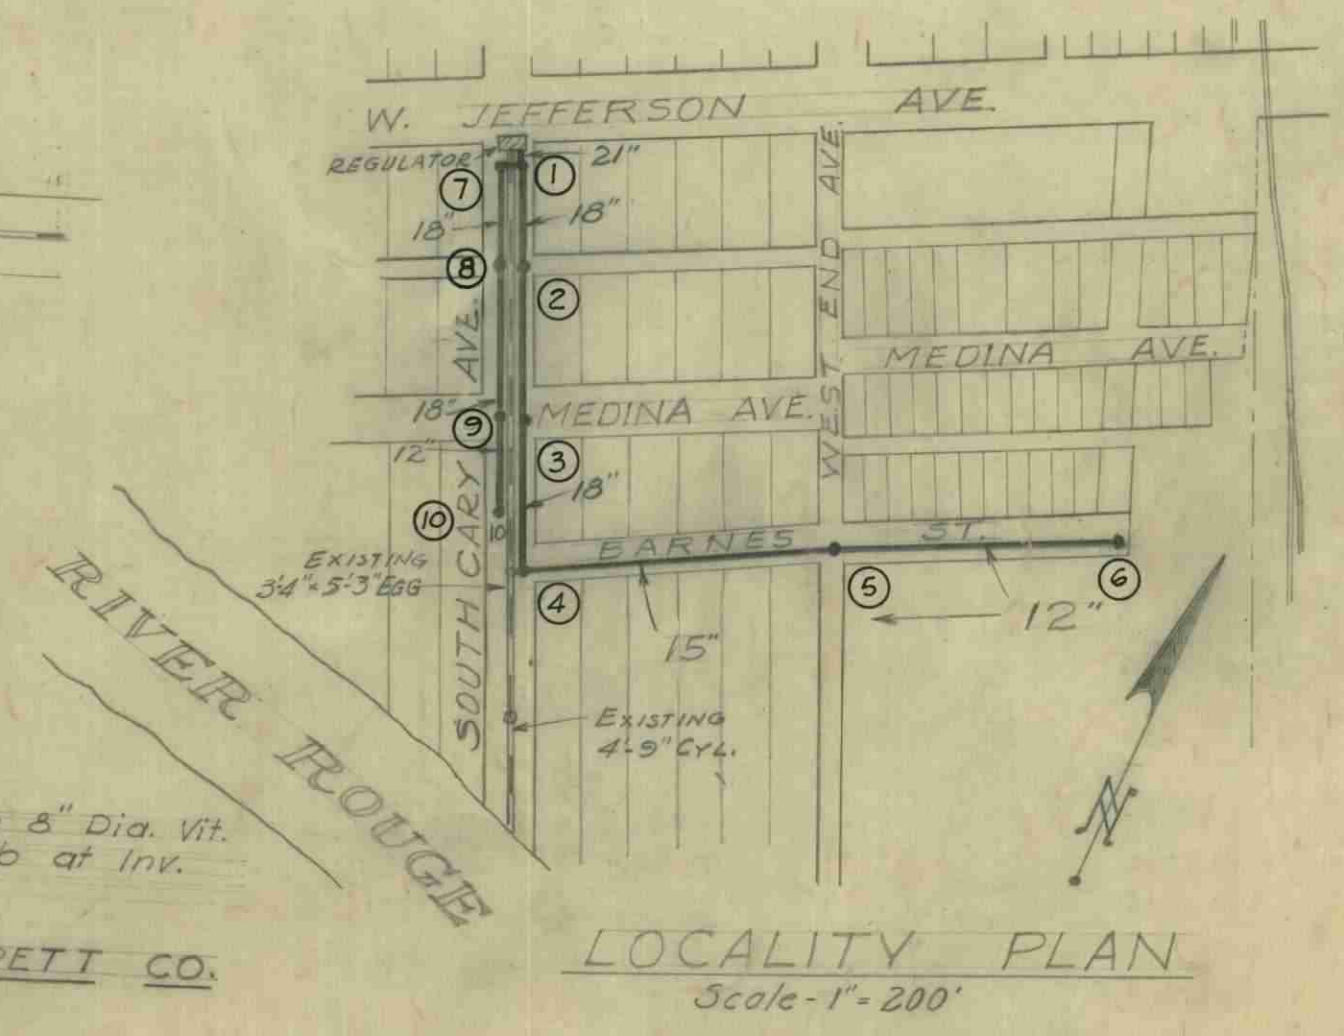 W. JEFFERSON AVE.
REGULATOR
21"
7
1
18"
18"
8
2
WEST END AVE.
MEDINA AVE.
18"
MEDINA AVE.
9
12"
3
18"
10
10
SOUTH CARY AVE.
BARNES ST.
EXISTING
3'4"x5'-3" EGG
4
5
6
12"
15"
RIVER ROUGE
EXISTING
4'-9" CYL.
N
8" Dia. Vit.
at Inv.
CO.
LOCALITY PLAN
Scale - 1" = 200'